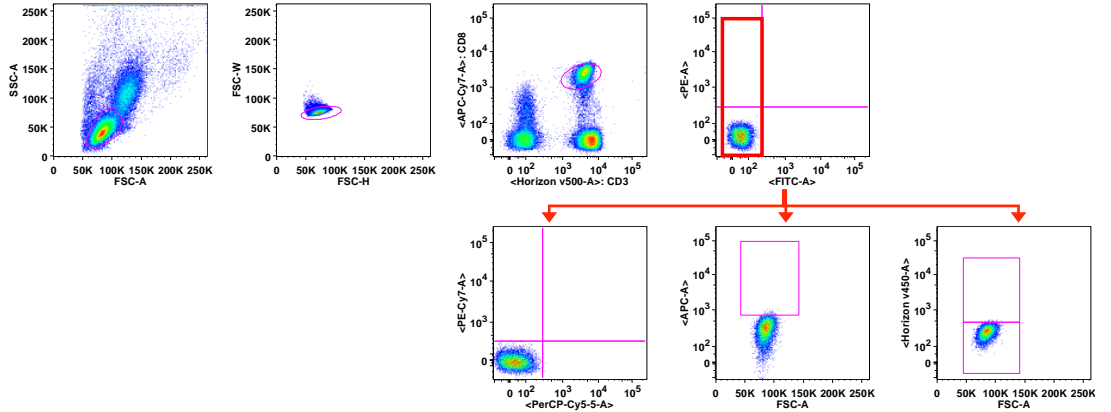 250K
200K
150K
100K
50K
0
SSC-A
0 50K 100K 150K 200K 250K
FSC-A
250K
200K
150K
100K
50K
0
FSC-W
0 50K 100K 150K 200K 250K
FSC-H
10^5
10^4
10^3
10^2
0
<APC-Cy7-A>: CD8
0 10^2 10^3 10^4 10^5
<Horizon v500-A>: CD3
10^5
10^4
10^3
10^2
0
<PE-A>
0 10^2 10^3 10^4 10^5
<FITC-A>
10^5
10^4
10^3
10^2
0
<PE-Cy7-A>
0 10^2 10^3 10^4 10^5
<PerCP-Cy5-5-A>
10^5
10^4
10^3
10^2
0
<APC-A>
0 50K 100K 150K 200K 250K
FSC-A
10^5
10^4
10^3
10^2
0
<Horizon v450-A>
0 50K 100K 150K 200K 250K
FSC-A